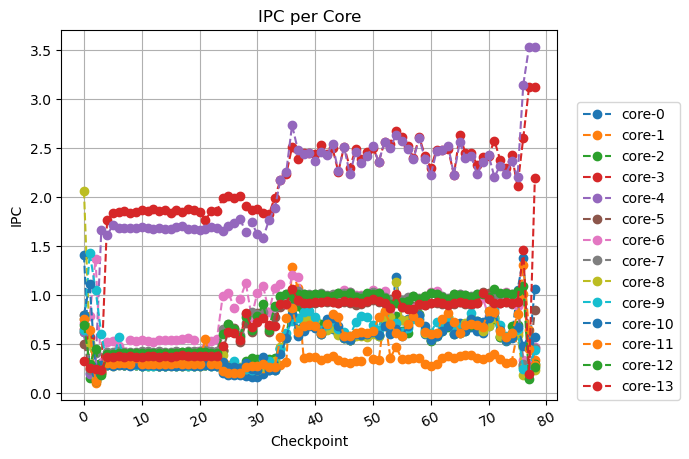 IPC per Core
IPC
3.5
3.0
2.5
2.0
1.5
1.0
0.5
0.0
0
10
20
30
40
50
60
70
80
Checkpoint
core-0
core-1
core-2
core-3
core-4
core-5
core-6
core-7
core-8
core-9
core-10
core-11
core-12
core-13